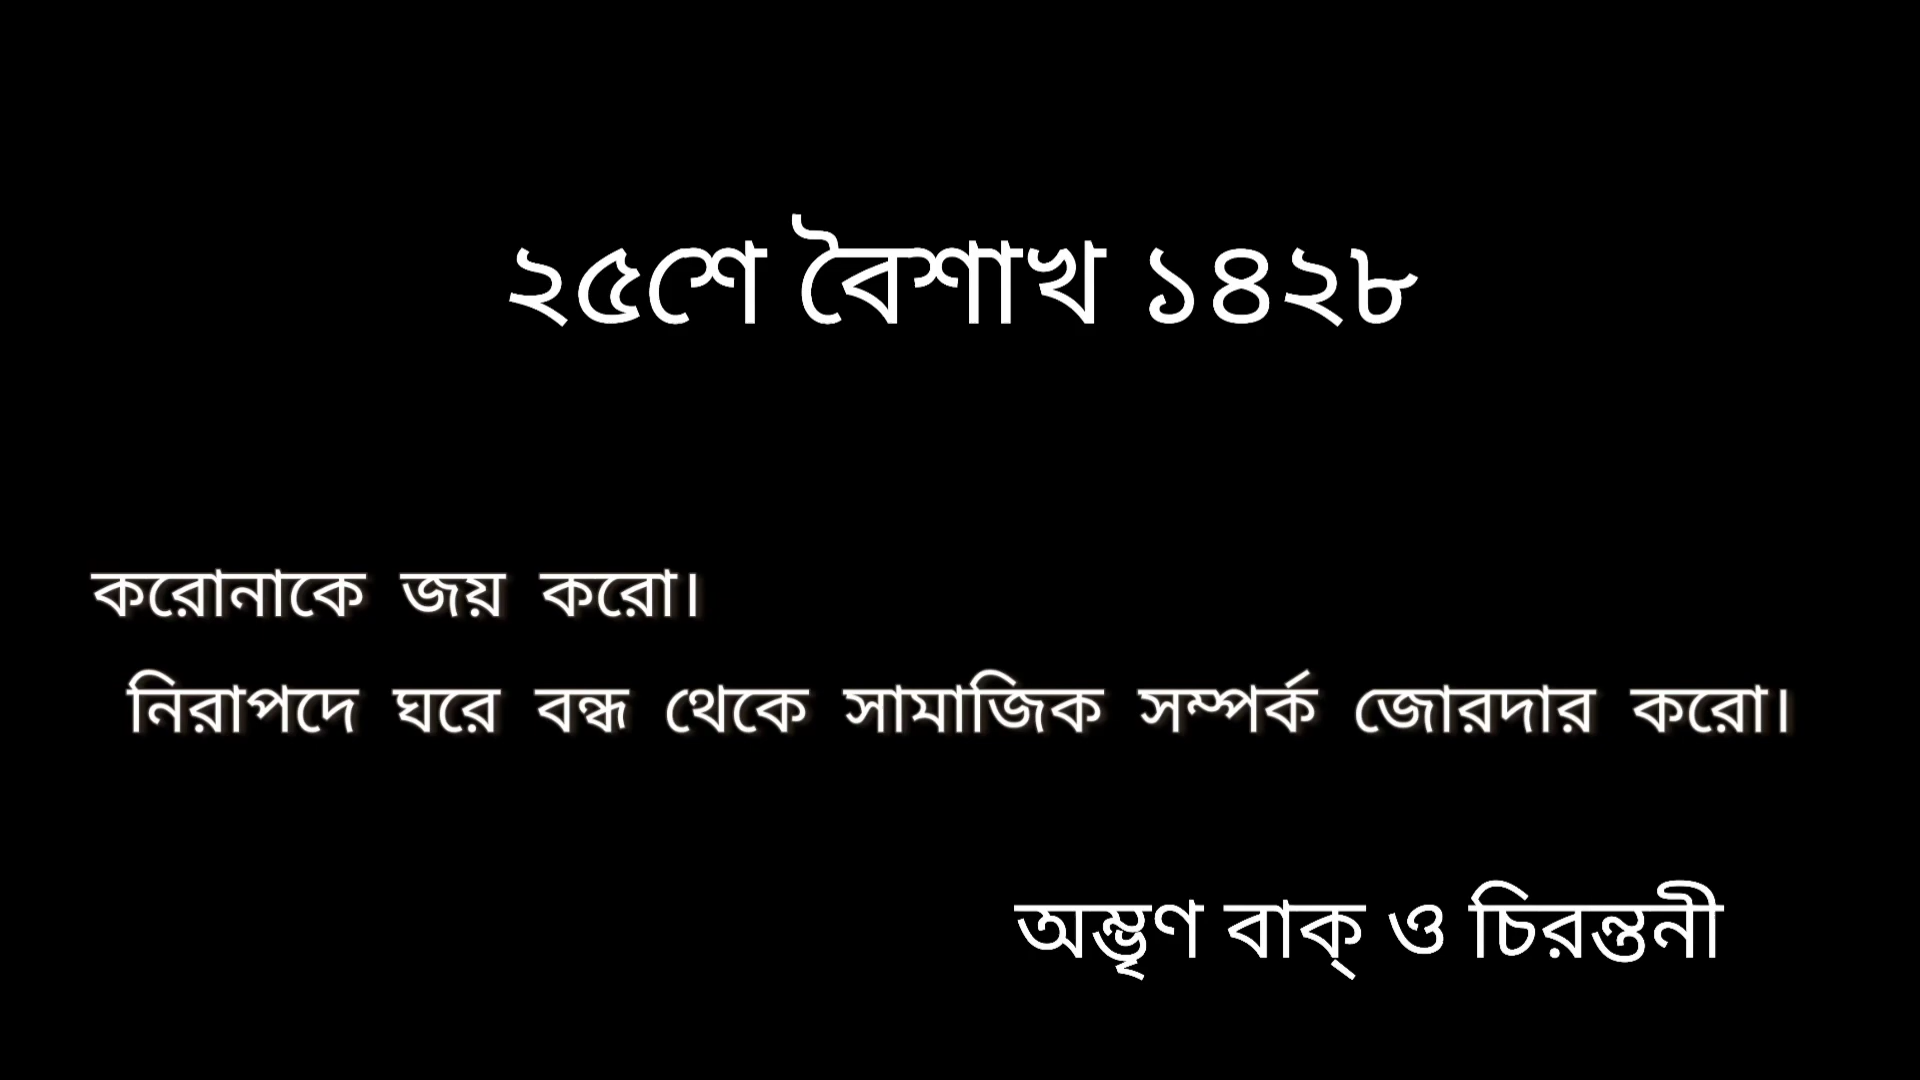 ২৫শে বৈশাখ ১৪২৮
করোনাকে জয় করো।
নিরাপদে ঘরে বন্ধ থেকে সামাজিক সম্পর্ক জোরদার করো।
অম্ভৃণ বাক্ ও চিরন্তনী